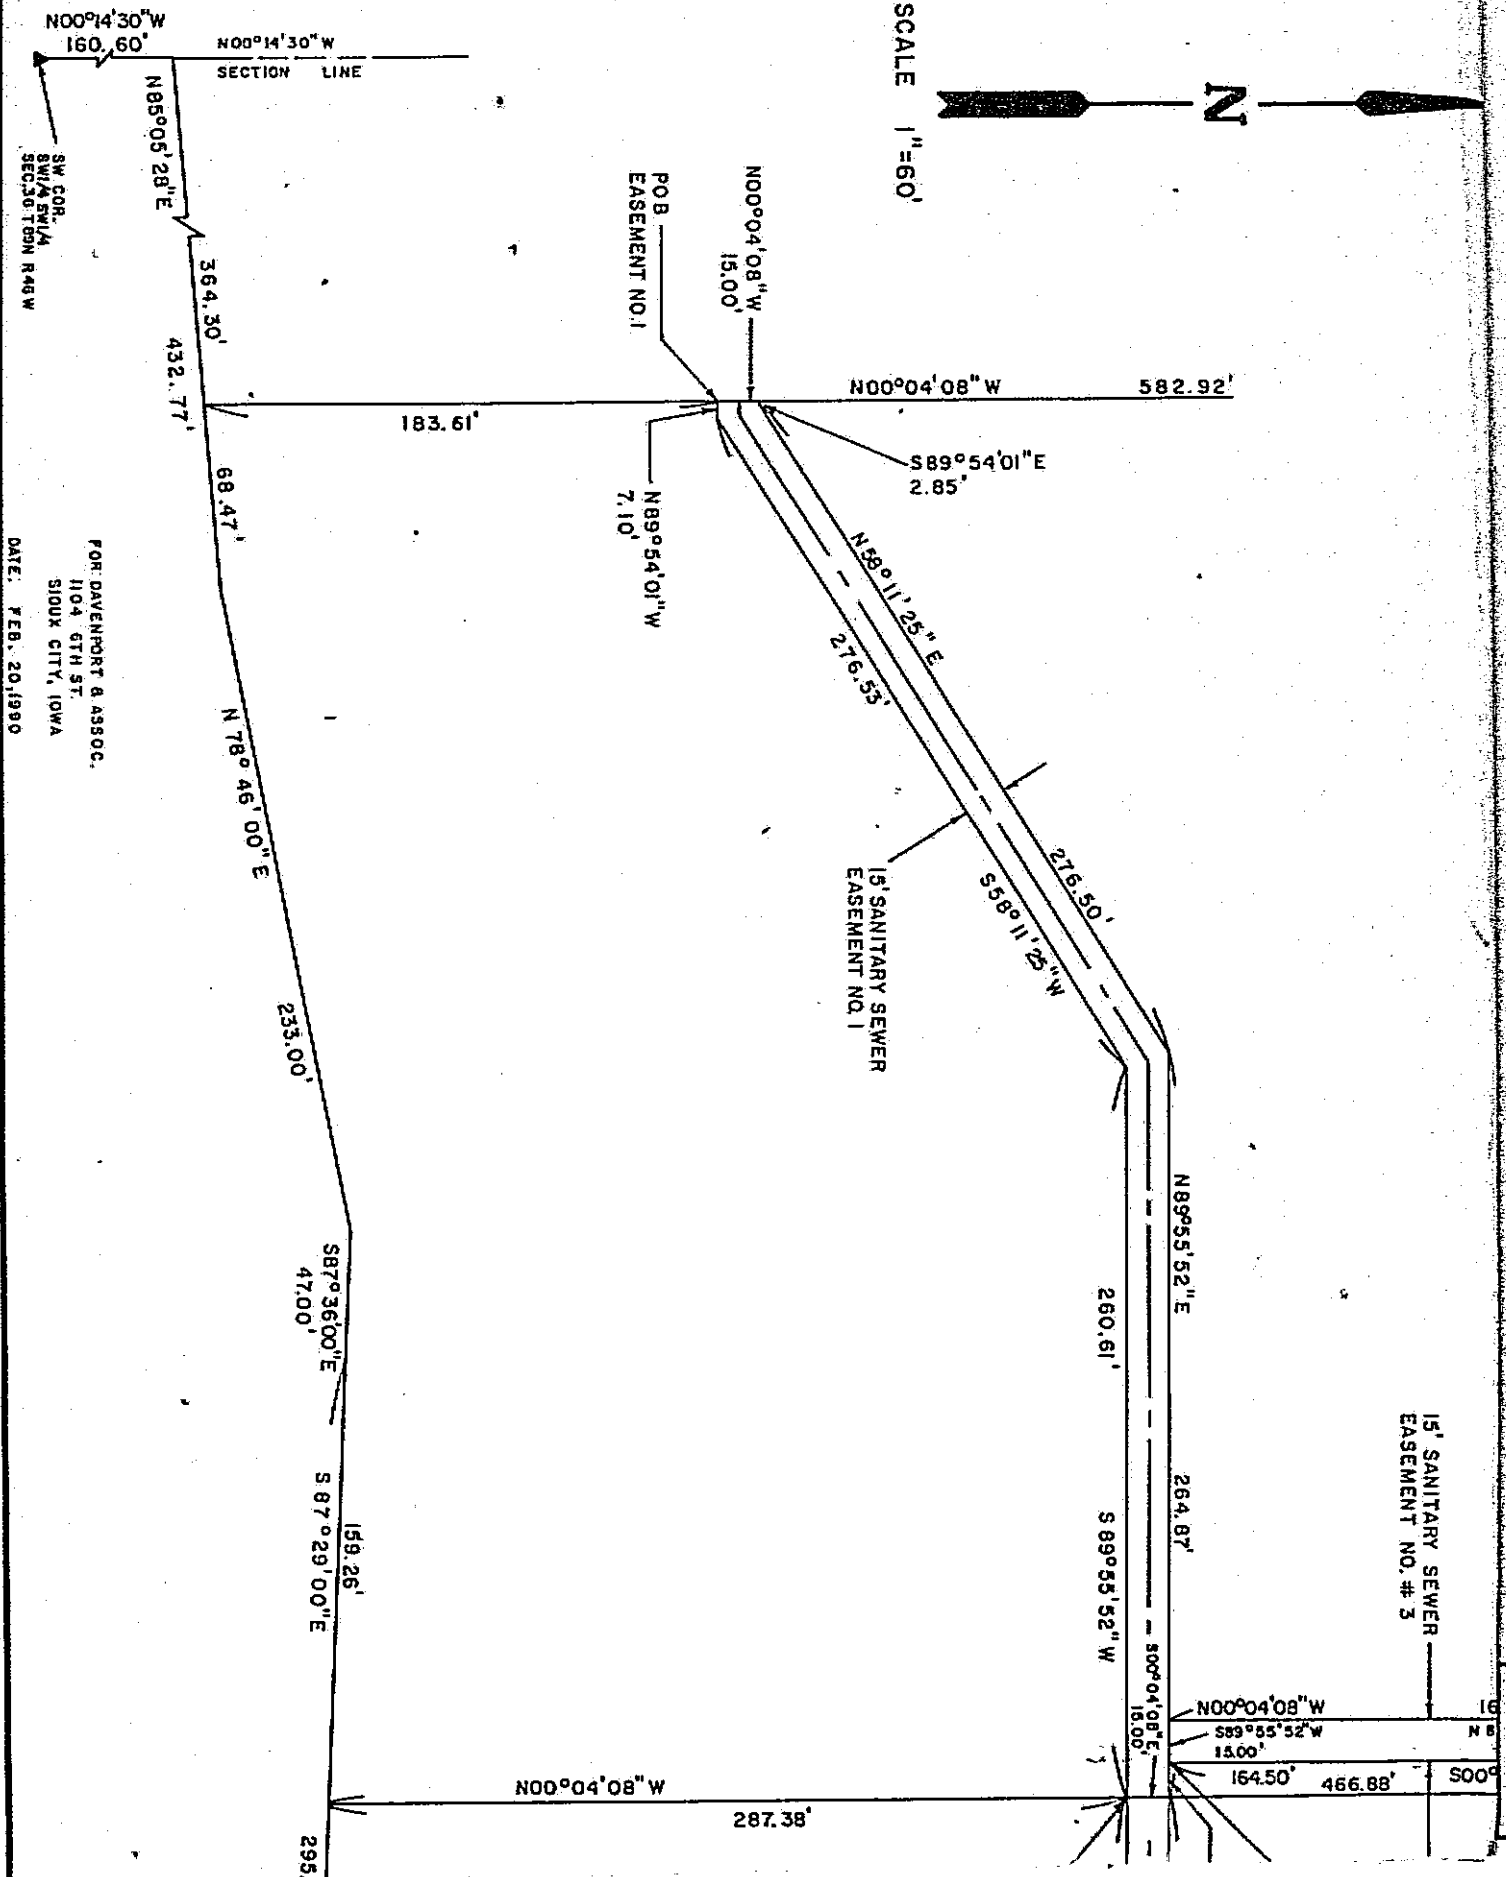 N00°14'30"W
160.60'
N00°14'30"W
SECTION LINE
SCALE 1"=60'
N
N85°05'28"E
364.30'
432.77'
68.47'
SW COR.
SW1/4 SW1/4
POB
EASEMENT NO.1
N00°04'08"W
15.00'
N00°04'08"W
582.92'
183.61'
S89°54'01"E
2.85'
N89°54'01"W
7.10'
N58°11'25"E
276.50'
276.53'
S58°11'25"W
15' SANITARY SEWER
EASEMENT NO.1
FOR: DAVENPORT & ASSOC.
1104 6TH ST.
SIOUX CITY, IOWA
DATE: FEB. 20,1990
N 78°46'00"E
233.00'
S87°36'00"E
47.00'
S 87°29'00"E
159.26'
295.
N89°55'52"E
264.87'
260.61'
S 89°55'52"W
15' SANITARY SEWER
EASEMENT NO. #3
S00°04'08"E
15.00'
N00°04'08"W
16
S89°55'52"W
15.00'
N 8
164.50'
466.88'
S00°
N00°04'08"W
287.38'